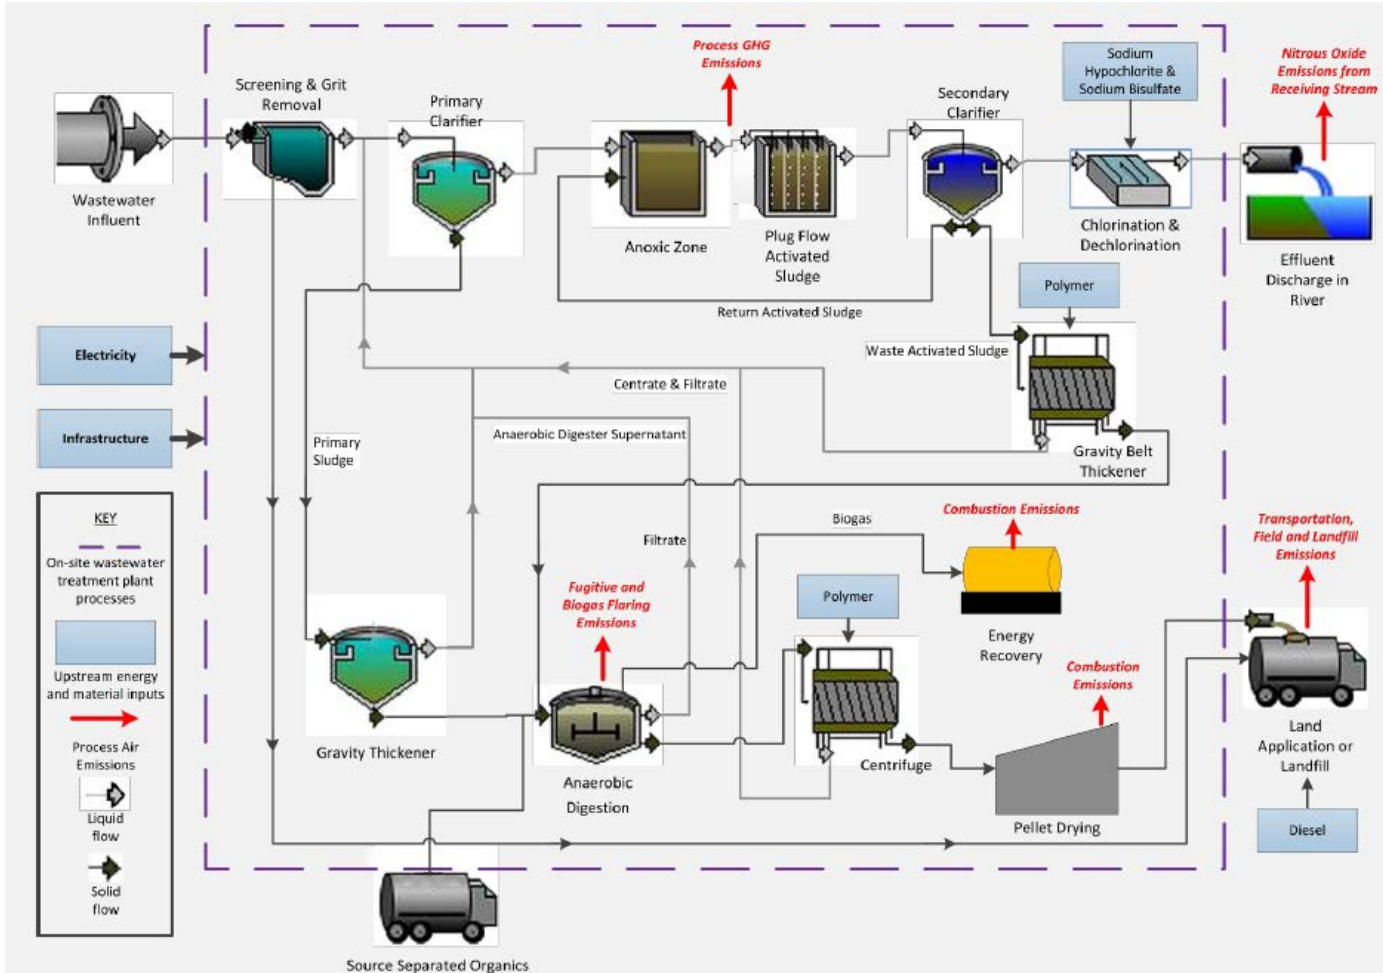 Process GHG
Emissions
Sodium
Hypochlorite &
Sodium Bisulfate
Nitrous Oxide
Emissions from
Receiving Stream
Screening & Grit
Removal
Primary
Clarifier
Secondary
Clarifier
Wastewater
Influent
Anoxic Zone
Plug Flow
Activated
Sludge
Chlorination &
Dechlorination
Effluent
Discharge in
River
Polymer
Return Activated Sludge
Waste Activated Sludge
Electricity
Infrastructure
Centrate & Filtrate
Anaerobic Digester Supernatant
Primary
Sludge
Gravity Belt
Thickener
KEY
On-site wastewater
treatment plant
processes
Upstream energy
and material inputs
Process Air
Emissions
Liquid
flow
Solid
flow
Filtrate
Biogas
Combustion Emissions
Transportation,
Field and Landfill
Emissions
Fugitive and
Biogas Flaring
Emissions
Polymer
Energy
Recovery
Combustion
Emissions
Gravity Thickener
Anaerobic
Digestion
Centrifuge
Pellet Drying
Land
Application or
Landfill
Diesel
Source Separated Organics